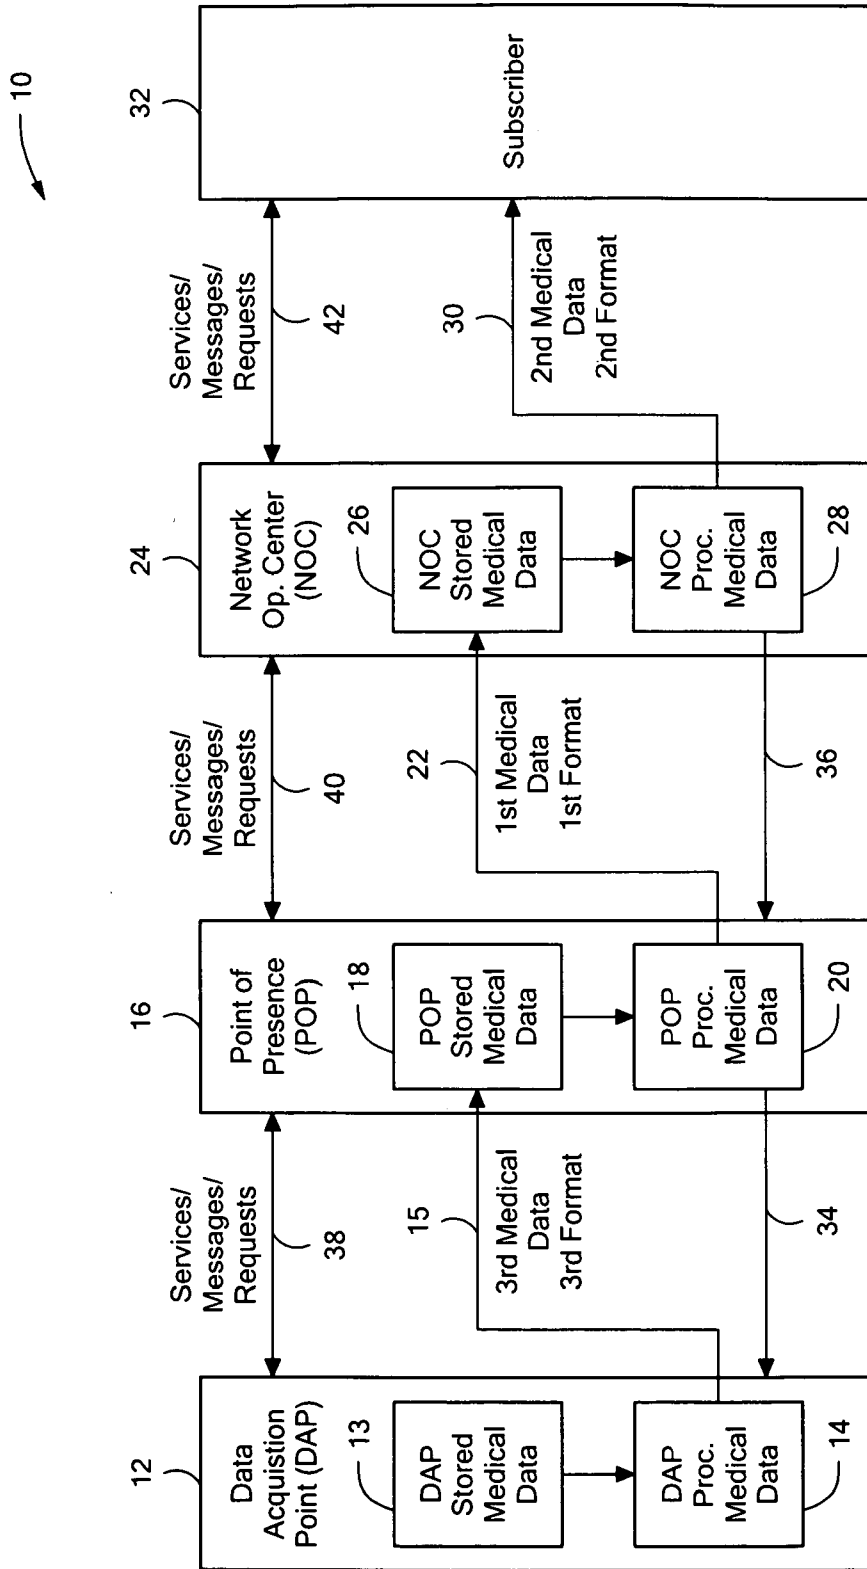 10
12
Data
Acquistion
Point (DAP)
13
DAP
Stored
Medical
Data
DAP
Proc.
Medical
Data
14
Services/
Messages/
Requests
38
15
3rd Medical
Data
3rd Format
34
16
Point of
Presence
(POP)
18
POP
Stored
Medical
Data
POP
Proc.
Medical
Data
20
Services/
Messages/
Requests
40
22
1st Medical
Data
1st Format
36
24
Network
Op. Center
(NOC)
26
NOC
Stored
Medical
Data
NOC
Proc.
Medical
Data
28
Services/
Messages/
Requests
42
30
2nd Medical
Data
2nd Format
32
Subscriber